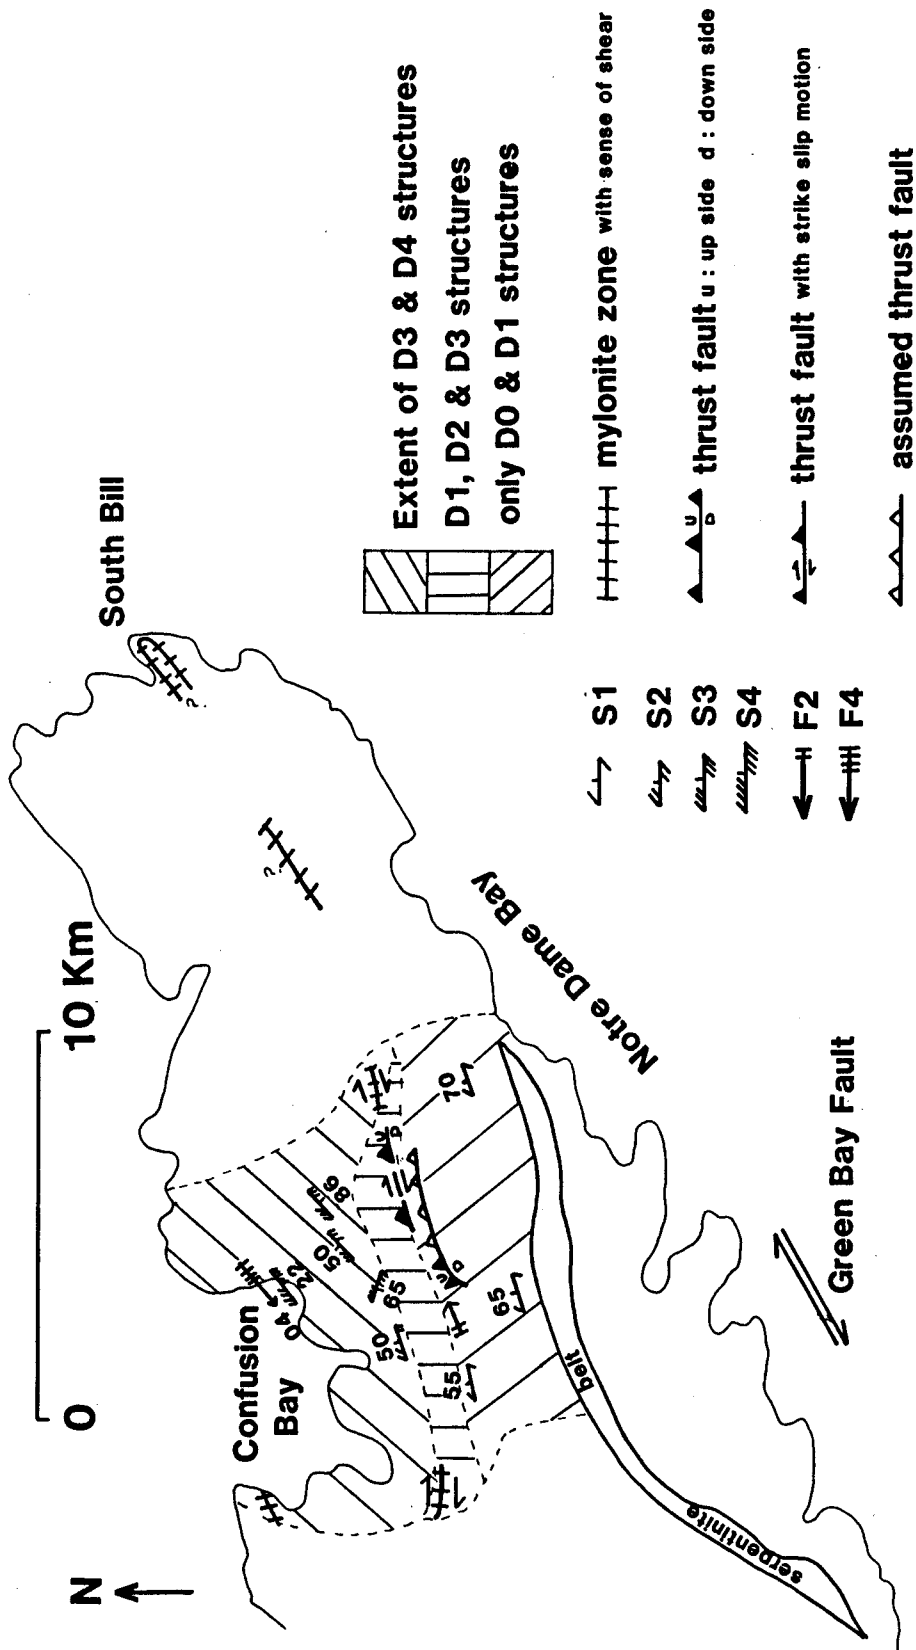 N
0
10 Km
South Bill
Confusion
Bay
04
22
50
86
50
65
55
65
70
U
D
U
D
belt
serpentinite
Notre Dame Bay
Green Bay Fault
?
?
Extent of D3 & D4 structures
D1, D2 & D3 structures
only D0 & D1 structures
mylonite zone with sense of shear
thrust fault u : up side d : down side
U
D
thrust fault with strike slip motion
assumed thrust fault
S1
S2
S3
S4
F2
F4